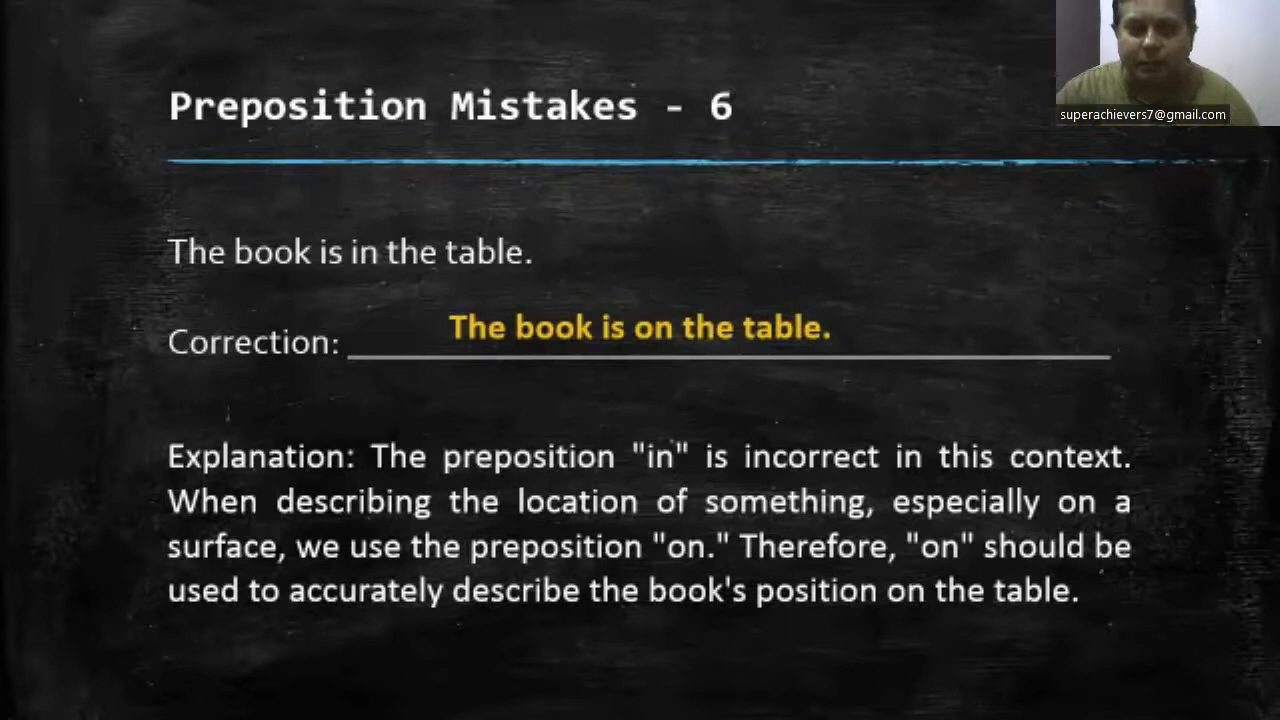 Preposition Mistakes - 6
superachievers7@gmail.com
The book is in the table.
The book is on the table.
Correction:
Explanation: The preposition "in" is incorrect in this context.
When describing the location of something, especially on a
surface, we use the preposition "on." Therefore, "on" should be
used to accurately describe the book's position on the table.